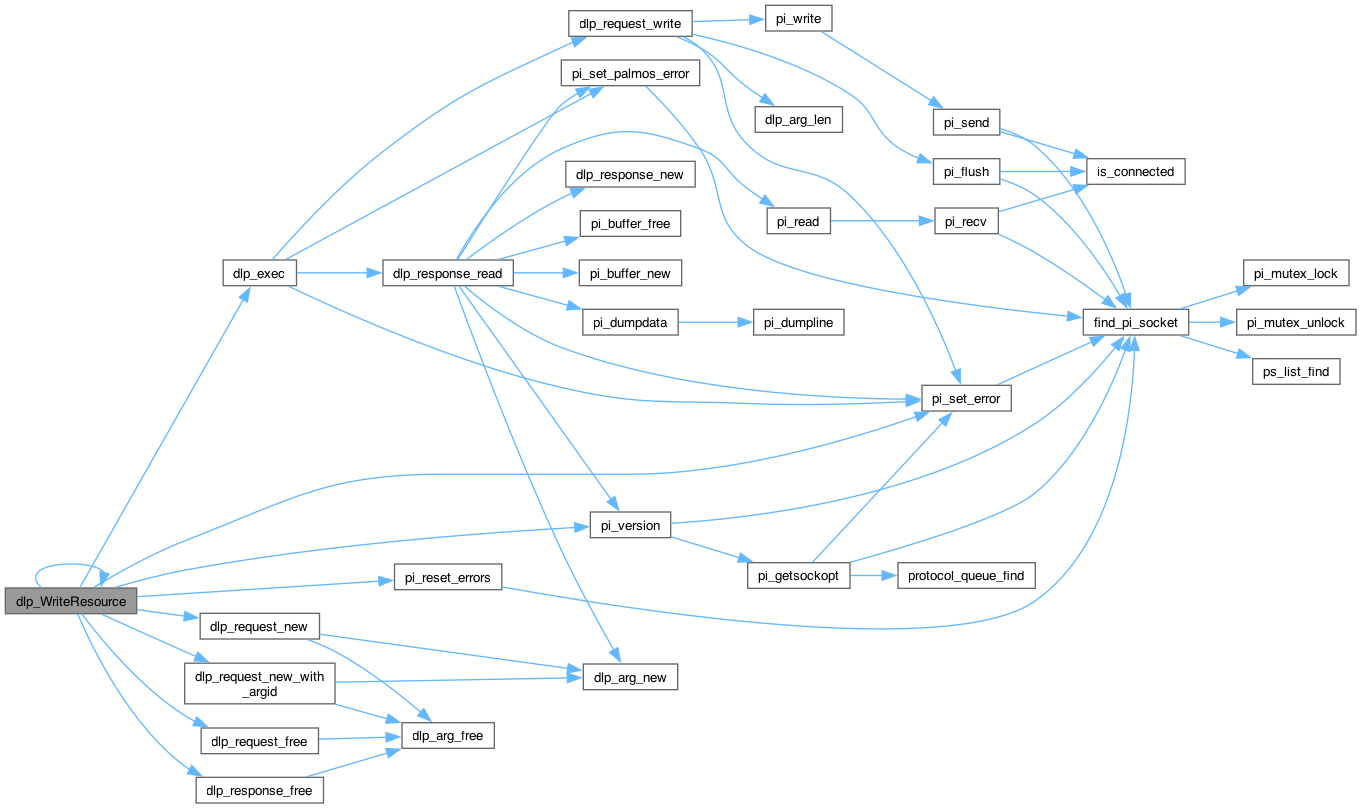 dlp_request_write
pi_write
pi_set_palmos_error
dlp_arg_len
pi_send
pi_flush
is_connected
dlp_response_new
pi_read
pi_recv
pi_buffer_free
dlp_exec
dlp_response_read
pi_buffer_new
pi_mutex_lock
pi_dumpdata
pi_dumpline
find_pi_socket
pi_mutex_unlock
ps_list_find
pi_set_error
pi_version
pi_reset_errors
pi_getsockopt
protocol_queue_find
dlp_WriteResource
dlp_request_new
dlp_request_new_with
_argid
dlp_arg_new
dlp_request_free
dlp_arg_free
dlp_response_free